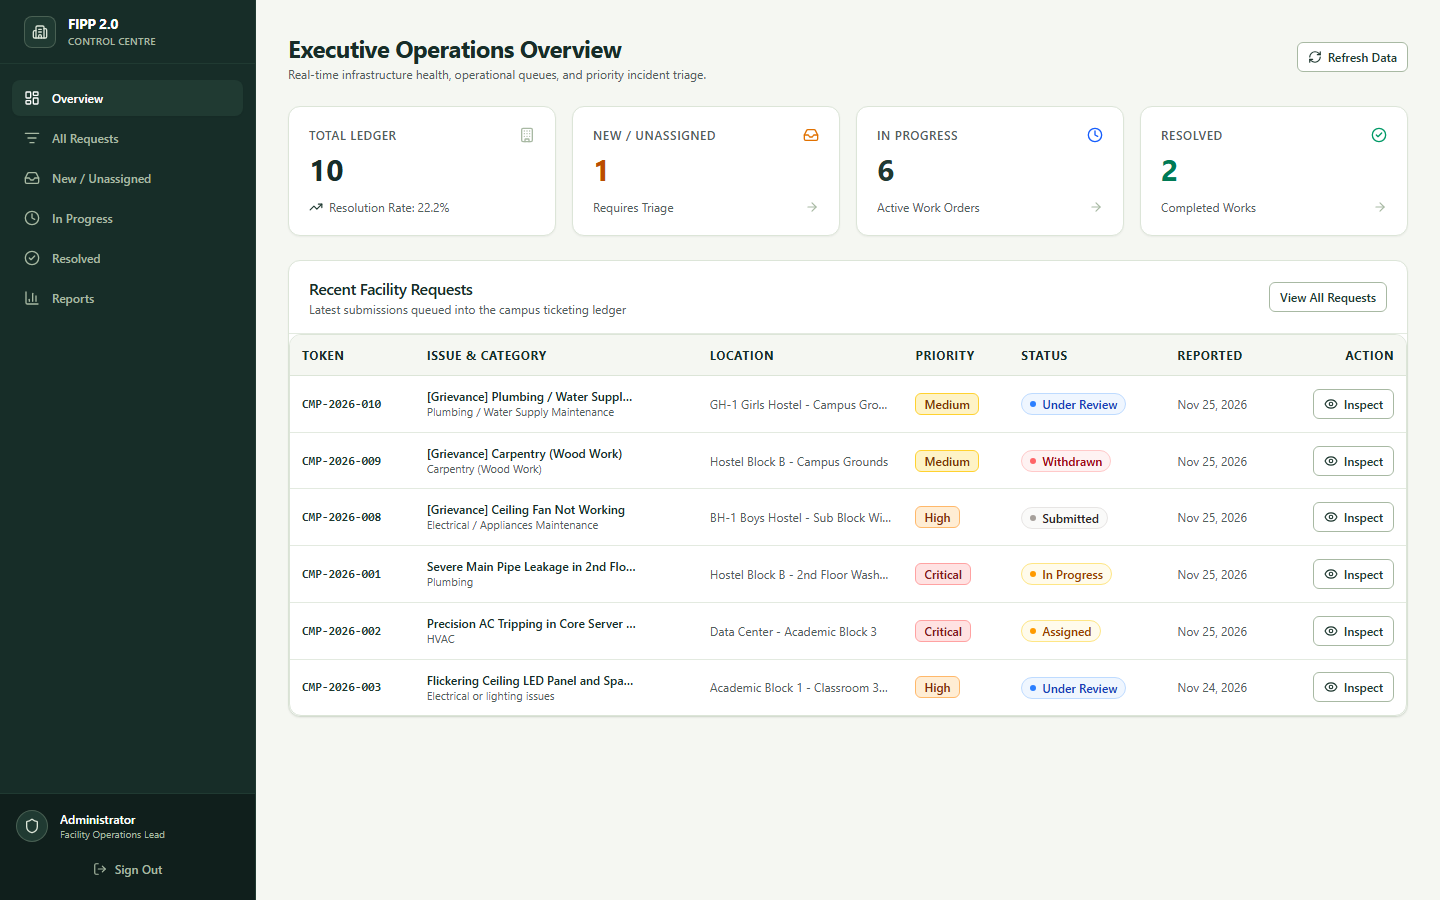 FIPP 2.0
CONTROL CENTRE
Overview
All Requests
New / Unassigned
In Progress
Resolved
Reports
Administrator
Facility Operations Lead
Sign Out
Executive Operations Overview
Real-time infrastructure health, operational queues, and priority incident triage.
Refresh Data
TOTAL LEDGER
10
Resolution Rate: 22.2%
NEW / UNASSIGNED
1
Requires Triage
IN PROGRESS
6
Active Work Orders
RESOLVED
2
Completed Works
Recent Facility Requests
Latest submissions queued into the campus ticketing ledger
View All Requests
TOKEN ISSUE & CATEGORY LOCATION PRIORITY STATUS REPORTED ACTION
CMP-2026-010 [Grievance] Plumbing / Water Suppl... GH-1 Girls Hostel - Campus Gro... Medium Under Review Nov 25, 2026 Inspect
Plumbing / Water Supply Maintenance
CMP-2026-009 [Grievance] Carpentry (Wood Work) Hostel Block B - Campus Grounds Medium Withdrawn Nov 25, 2026 Inspect
Carpentry (Wood Work)
CMP-2026-008 [Grievance] Ceiling Fan Not Working BH-1 Boys Hostel - Sub Block Wi... High Submitted Nov 25, 2026 Inspect
Electrical / Appliances Maintenance
CMP-2026-001 Severe Main Pipe Leakage in 2nd Flo... Hostel Block B - 2nd Floor Wash... Critical In Progress Nov 25, 2026 Inspect
Plumbing
CMP-2026-002 Precision AC Tripping in Core Server ... Data Center - Academic Block 3 Critical Assigned Nov 25, 2026 Inspect
HVAC
CMP-2026-003 Flickering Ceiling LED Panel and Spa... Academic Block 1 - Classroom 3... High Under Review Nov 24, 2026 Inspect
Electrical or lighting issues